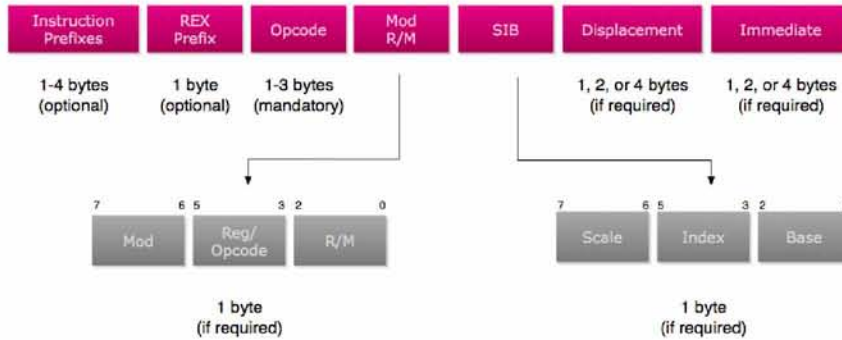 Instruction Prefixes
REX Prefix
Opcode
Mod R/M
SIB
Displacement
Immediate
1-4 bytes (optional)
1 byte (optional)
1-3 bytes (mandatory)
1, 2, or 4 bytes (if required)
1, 2, or 4 bytes (if required)
7 6 5 3 2 0
Mod
Reg/ Opcode
R/M
7 6 5 3 2
Scale
Index
Base
1 byte (if required)
1 byte (if required)